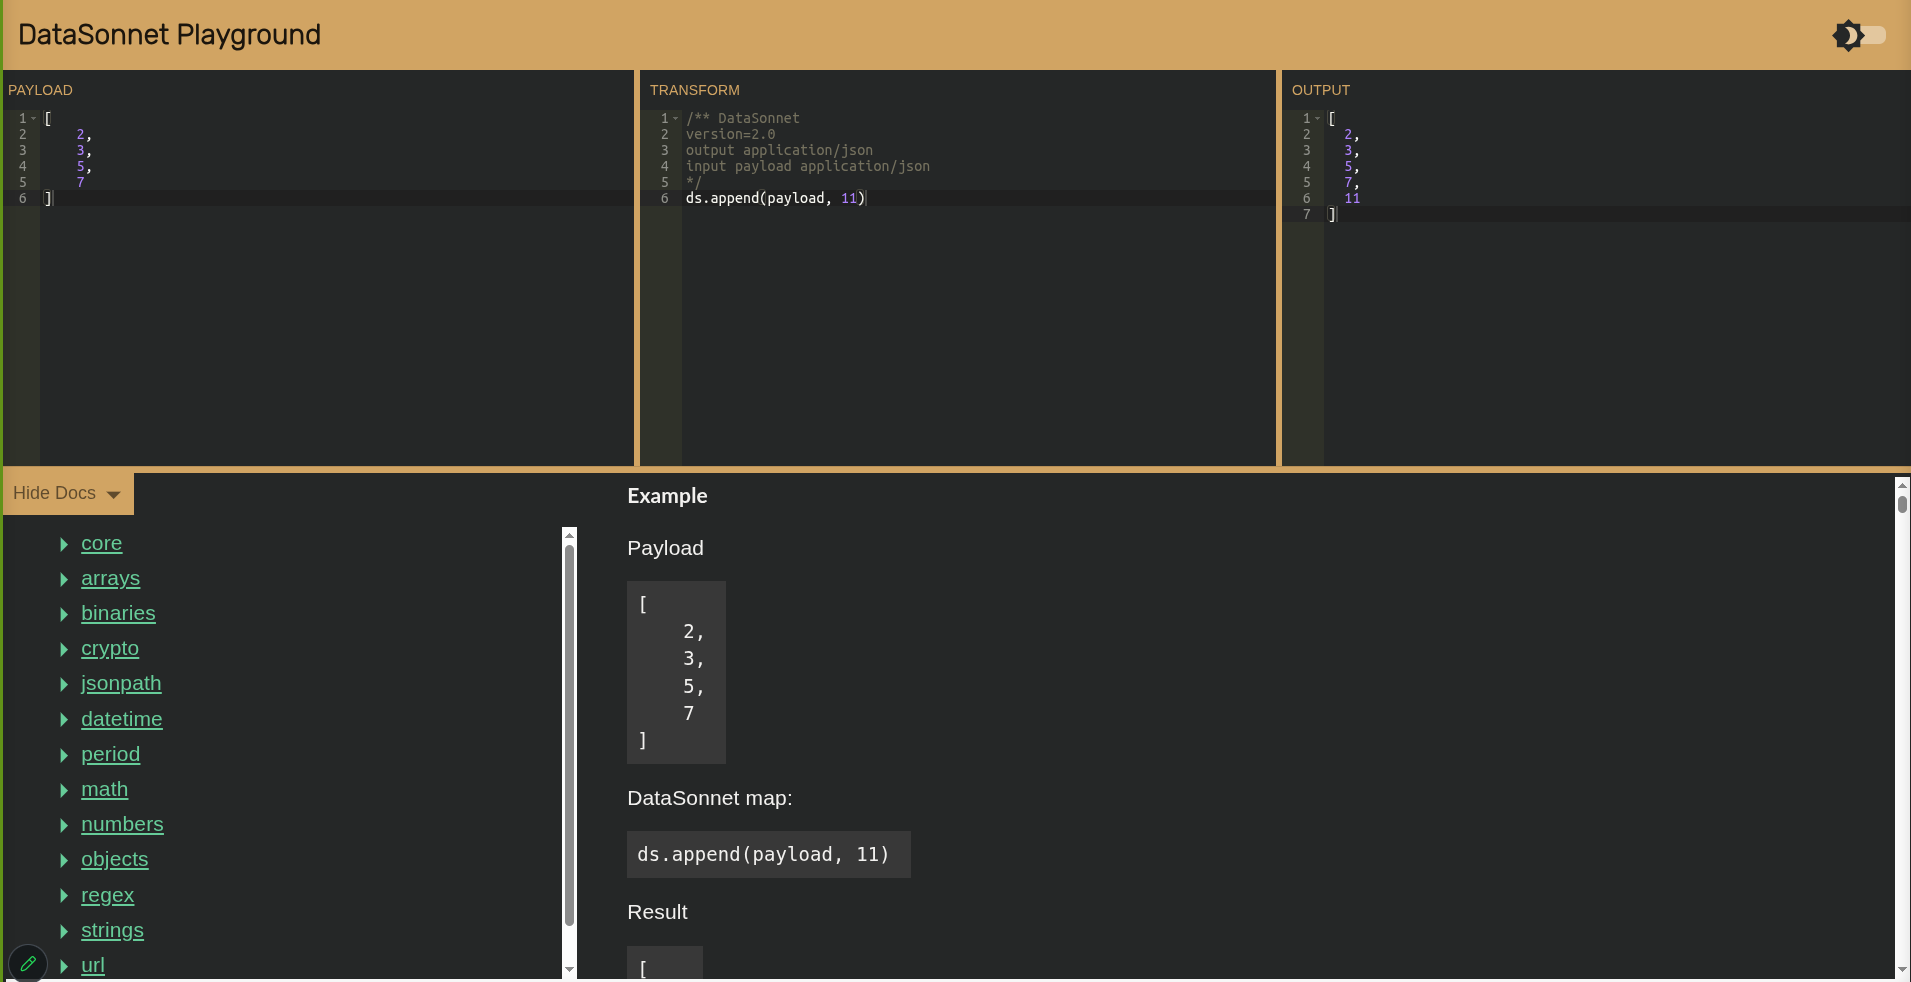 DataSonnet Playground
PAYLOAD
1 [
2     2,
3     3,
4     5,
5     7
6 ]
TRANSFORM
1 /** DataSonnet
2 version=2.0
3 output application/json
4 input payload application/json
5 */
6 ds.append(payload, 11)
OUTPUT
1 [
2   2,
3   3,
4   5,
5   7,
6   11
7 ]
Hide Docs
core
arrays
binaries
crypto
jsonpath
datetime
period
math
numbers
objects
regex
strings
url
Example
Payload
[
    2,
    3,
    5,
    7
]
DataSonnet map:
ds.append(payload, 11)
Result
[